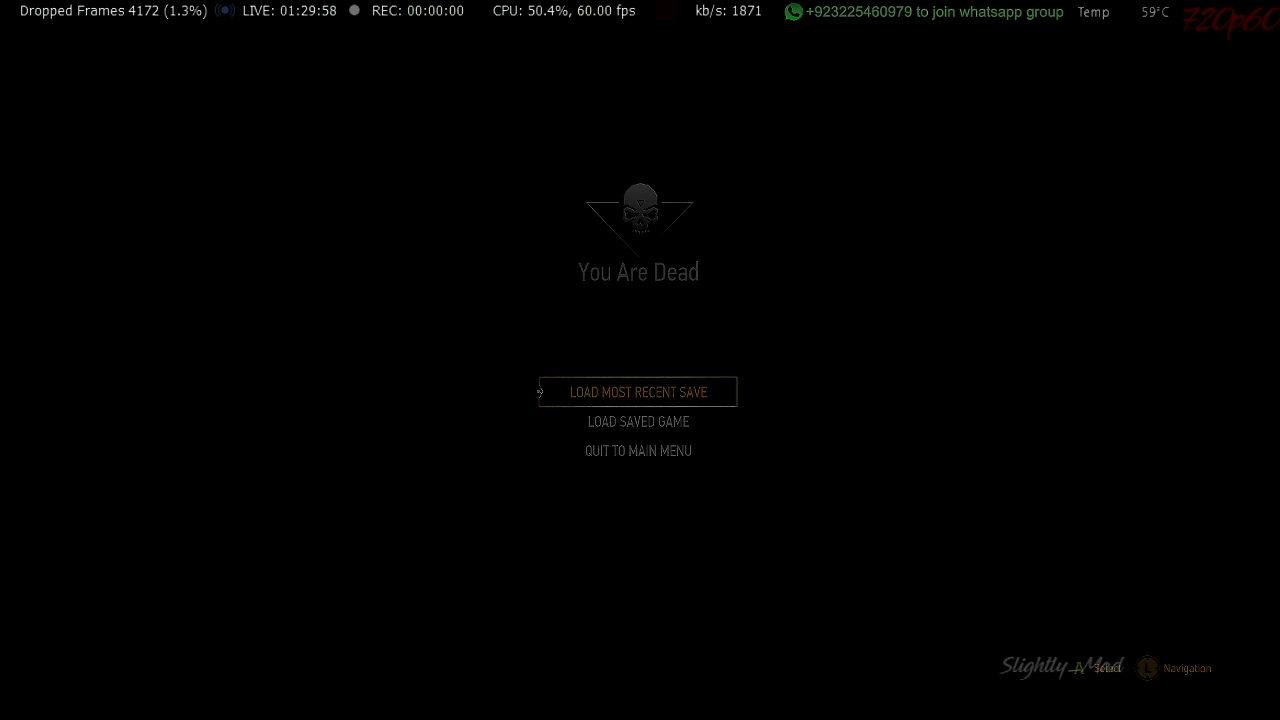 Dropped Frames 4172 (1.3%) LIVE: 01:29:58 REC: 00:00:00 CPU: 50.4%, 60.00 fps kb/s: 1871 +923225460979 to join whatsapp group Temp 59°C 720p60
You Are Dead
LOAD MOST RECENT SAVE
LOAD SAVED GAME
QUIT TO MAIN MENU
Slightly_Mad A Select L Navigation